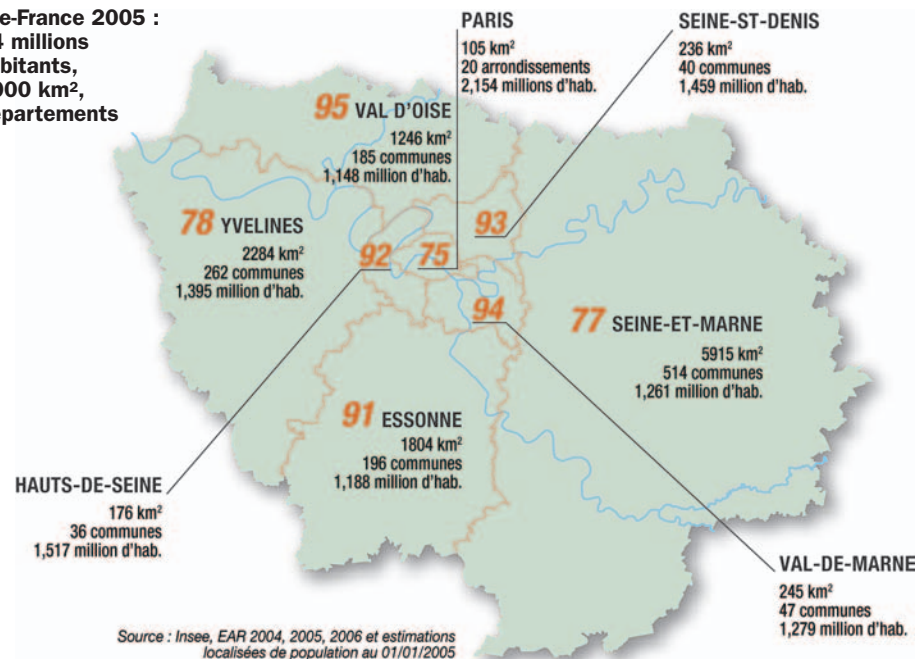 e-France 2005 :
4 millions
bitants,
000 km²,
épartements
PARIS
105 km²
20 arrondissements
2,154 millions d'hab.
SEINE-ST-DENIS
236 km²
40 communes
1,459 million d'hab.
95 VAL D'OISE
1246 km²
185 communes
1,148 million d'hab.
78 YVELINES
2284 km²
262 communes
1,395 million d'hab.
92
75
93
94
77 SEINE-ET-MARNE
5915 km²
514 communes
1,261 million d'hab.
91 ESSONNE
1804 km²
196 communes
1,188 million d'hab.
HAUTS-DE-SEINE
176 km²
36 communes
1,517 million d'hab.
VAL-DE-MARNE
245 km²
47 communes
1,279 million d'hab.
Source : Insee, EAR 2004, 2005, 2006 et estimations
localisées de population au 01/01/2005